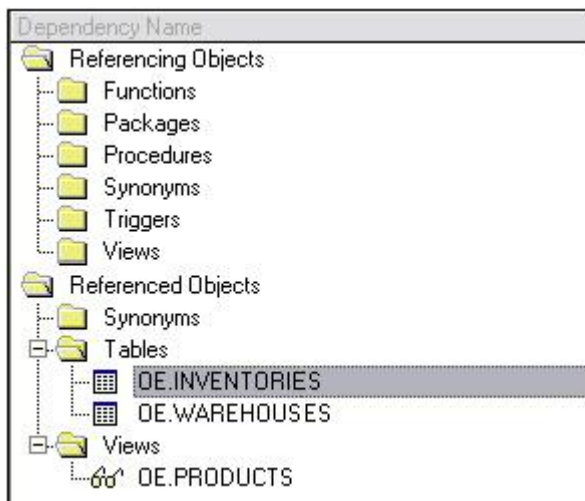 Dependency Name
Referencing Objects
Functions
Packages
Procedures
Synonyms
Triggers
Views
Referenced Objects
Synonyms
Tables
OE.INVENTORIES
OE.WAREHOUSES
Views
OE.PRODUCTS